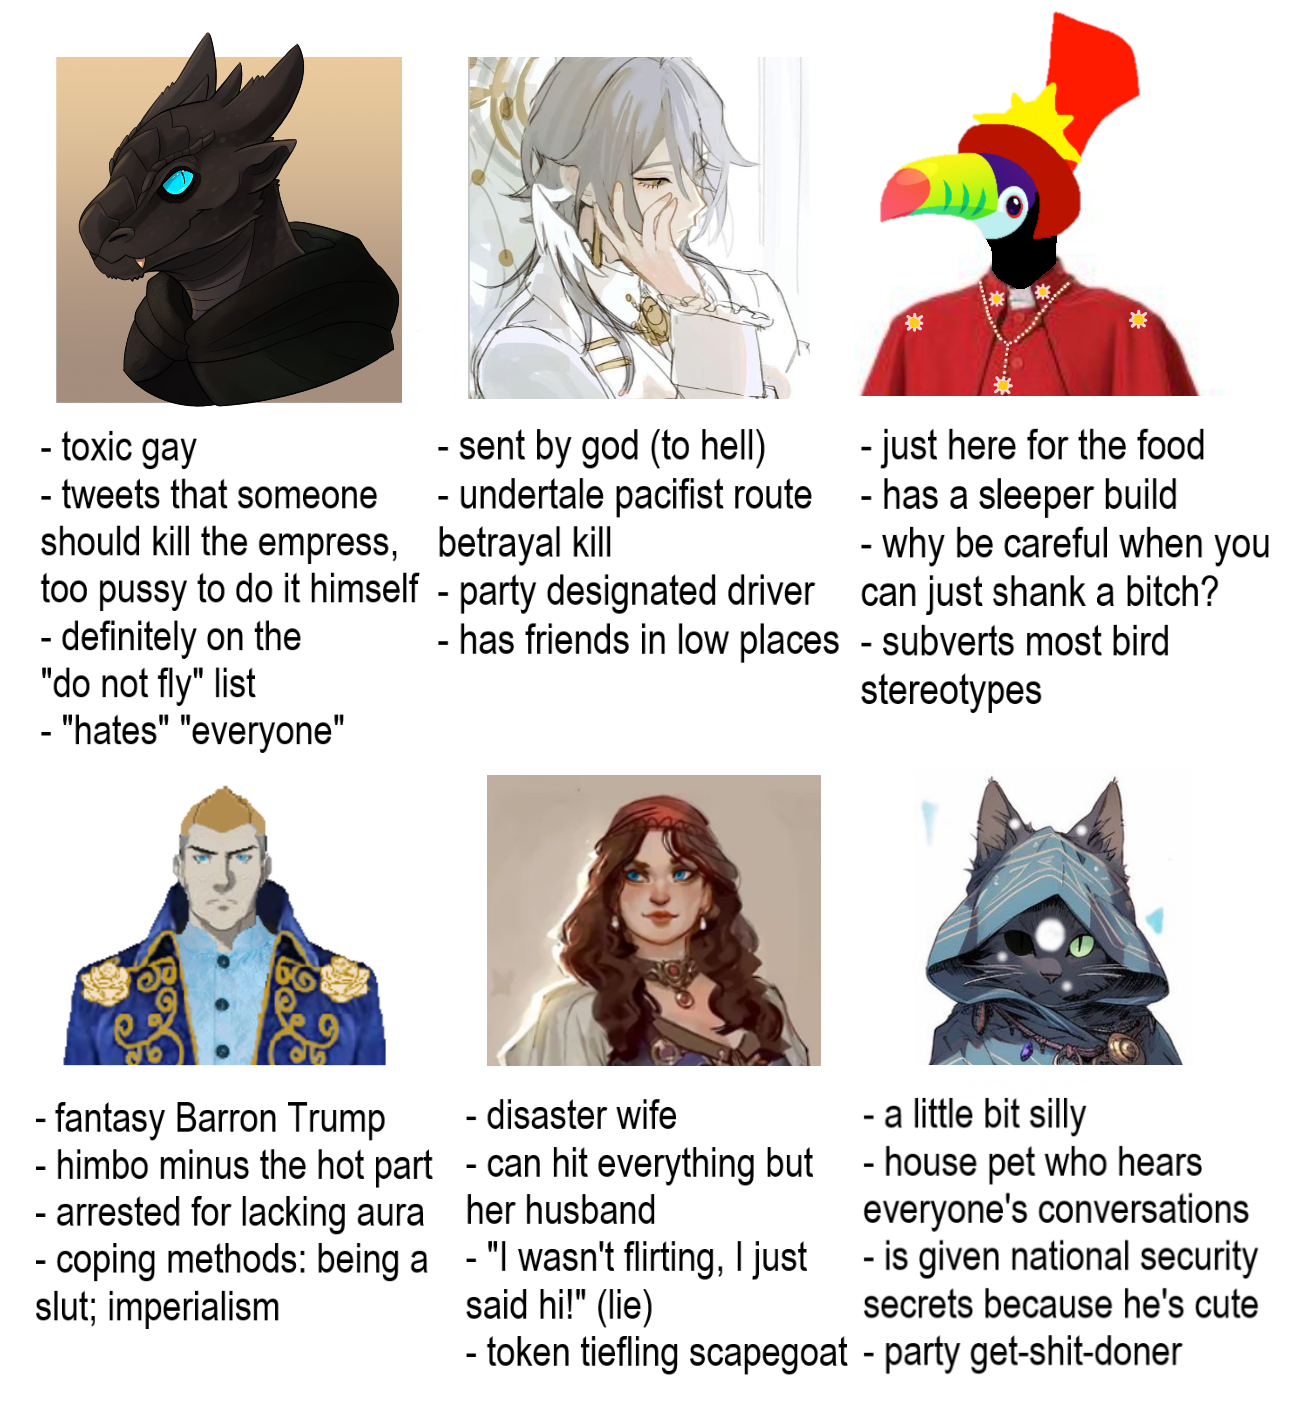 - toxic gay
- tweets that someone
should kill the empress,
too pussy to do it himself
- definitely on the
"do not fly" list
- "hates" "everyone"
- sent by god (to hell)
- undertale pacifist route
betrayal kill
- party designated driver
- has friends in low places
- just here for the food
- has a sleeper build
- why be careful when you
can just shank a bitch?
- subverts most bird
stereotypes
- fantasy Barron Trump
- himbo minus the hot part
- arrested for lacking aura
- coping methods: being a
slut; imperialism
- disaster wife
- can hit everything but
her husband
- "I wasn't flirting, I just
said hi!" (lie)
- token tiefling scapegoat
- a little bit silly
- house pet who hears
everyone's conversations
- is given national security
secrets because he's cute
- party get-shit-doner